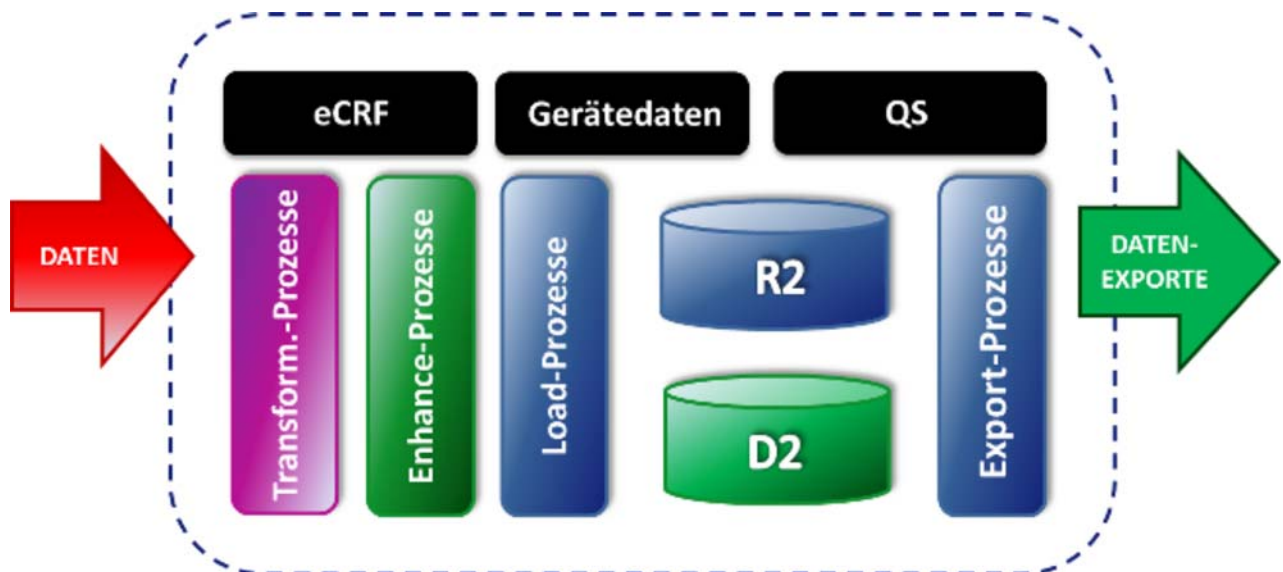 eCRF
Gerätedaten
QS
DATEN
Transform.-Prozesse
Enhance-Prozesse
Load-Prozesse
R2
D2
Export-Prozesse
DATEN-
EXPORTE